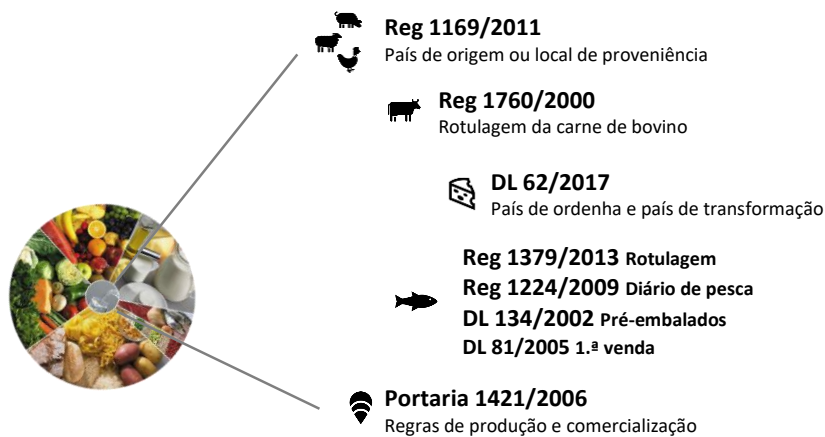 Reg 1169/2011
País de origem ou local de proveniência
Reg 1760/2000
Rotulagem da carne de bovino
DL 62/2017
País de ordenha e país de transformação
Reg 1379/2013 Rotulagem
Reg 1224/2009 Diário de pesca
DL 134/2002 Pré-embalados
DL 81/2005 1.ª venda
Portaria 1421/2006
Regras de produção e comercialização